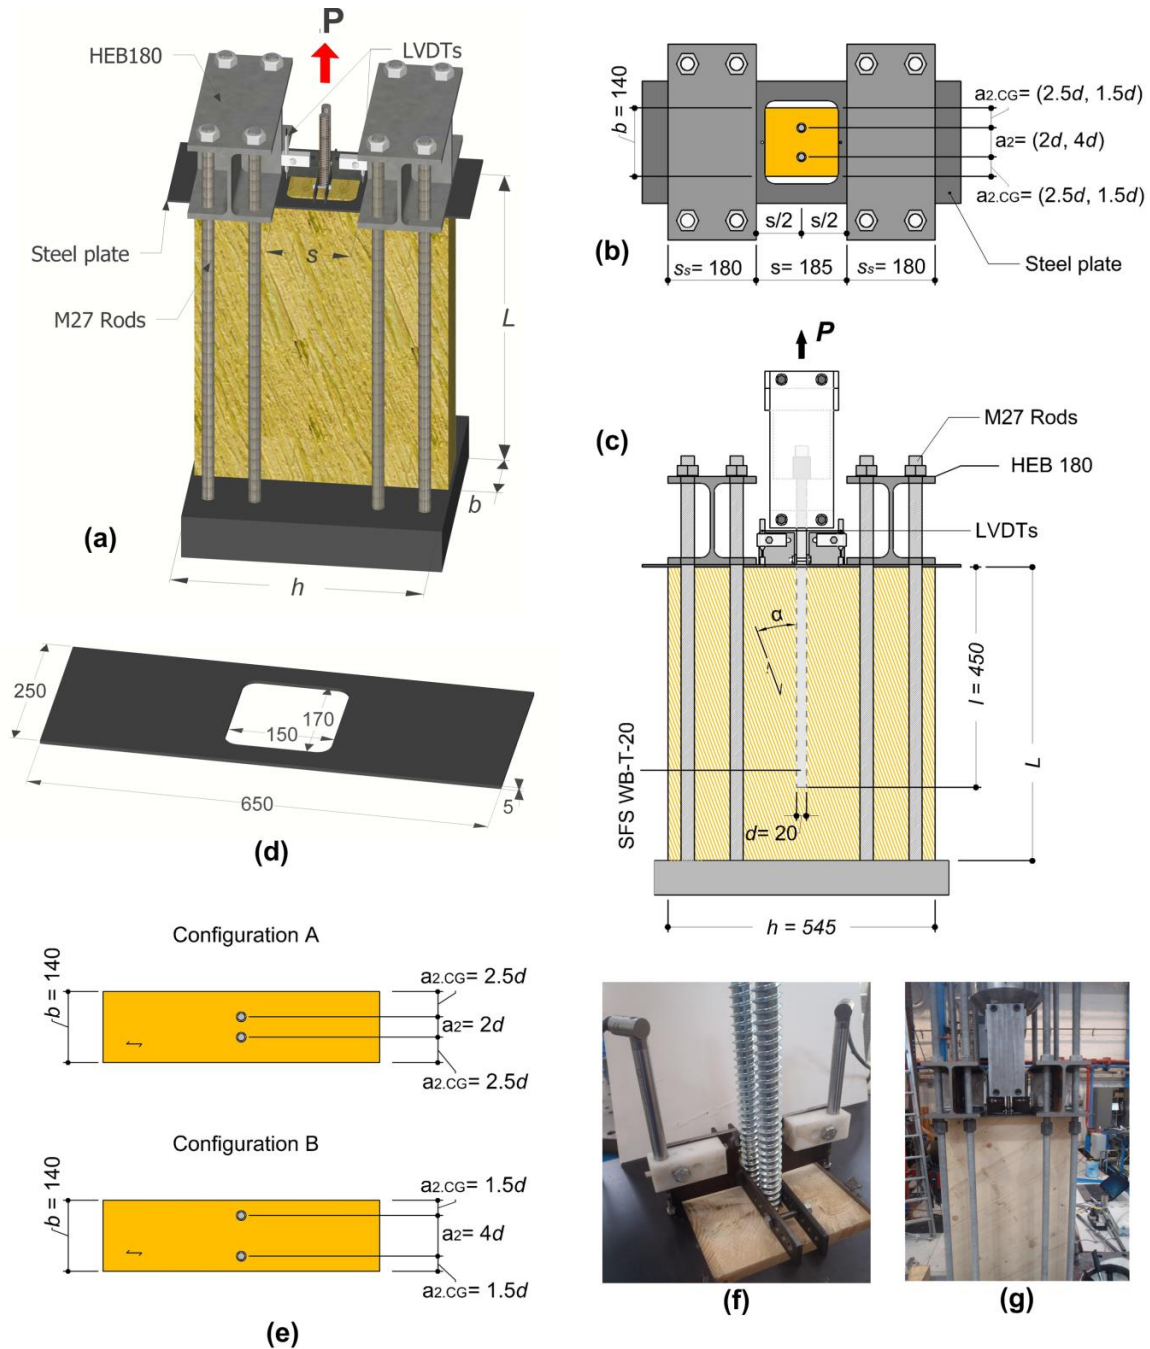 P
HEB180
LVDTs
Steel plate
s
M27 Rods
L
b
(a)
h
b = 140
a2.CG= (2.5d, 1.5d)
a2= (2d, 4d)
a2.CG= (2.5d, 1.5d)
s/2 s/2
(b)
ss= 180 s= 185 ss= 180
Steel plate
P
(c)
M27 Rods
HEB 180
LVDTs
α
l = 450
L
SFS WB-T-20
d= 20
h = 545
250
170
150
650
5
(d)
Configuration A
b = 140
a2.CG= 2.5d
a2= 2d
a2.CG= 2.5d
Configuration B
b = 140
a2.CG= 1.5d
a2= 4d
a2.CG= 1.5d
(e)
(f)
(g)